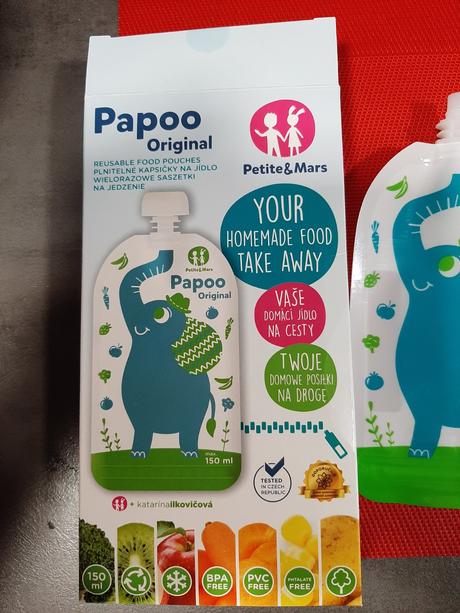 Papoo
Original
REUSABLE FOOD POUCHES
PLNITELNÉ KAPSIČKY NA JÍDLO
WIELORAZOWE SASZETKI
NA JEDZENIE
Petite&Mars
YOUR
HOMEMADE FOOD
TAKE AWAY
VAŠE
DOMÁCÍ JÍDLO
NA CESTY
TWOJE
DOMOWE POSIŁKI
NA DROGĘ
Petite&Mars
Papoo
Original
max.
150 ml
+ katarínailkovičová
TESTED
IN CZECH
REPUBLIC
150
ml
BPA
FREE
PVC
FREE
PHTALATE
FREE